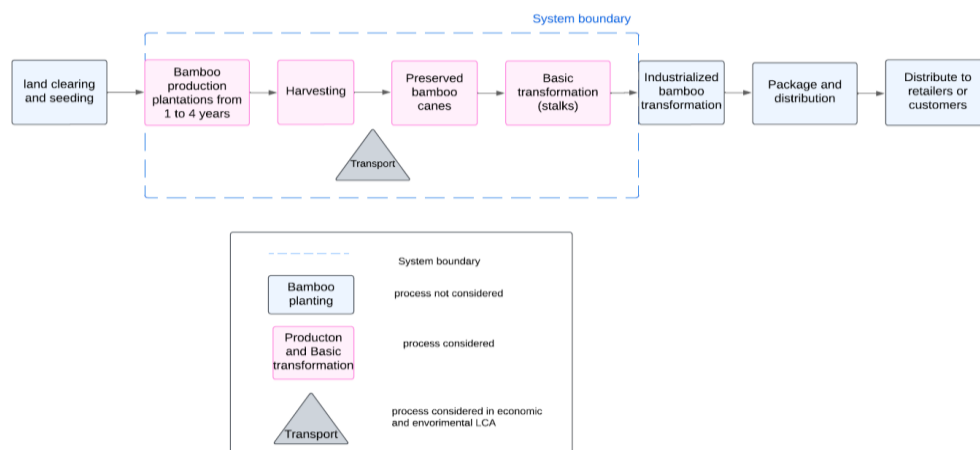 System boundary
land clearing
and seeding
Bamboo
production
plantations from
1 to 4 years
Harvesting
Preserved
bamboo
canes
Basic
transformation
(stalks)
Industrialized
bamboo
transformation
Package and
distribution
Distribute to
retailers or
customers
Transport
System boundary
Bamboo
planting
process not considered
Producton
and Basic
transformation
process considered
Transport
process considered in economic
and envorimental LCA